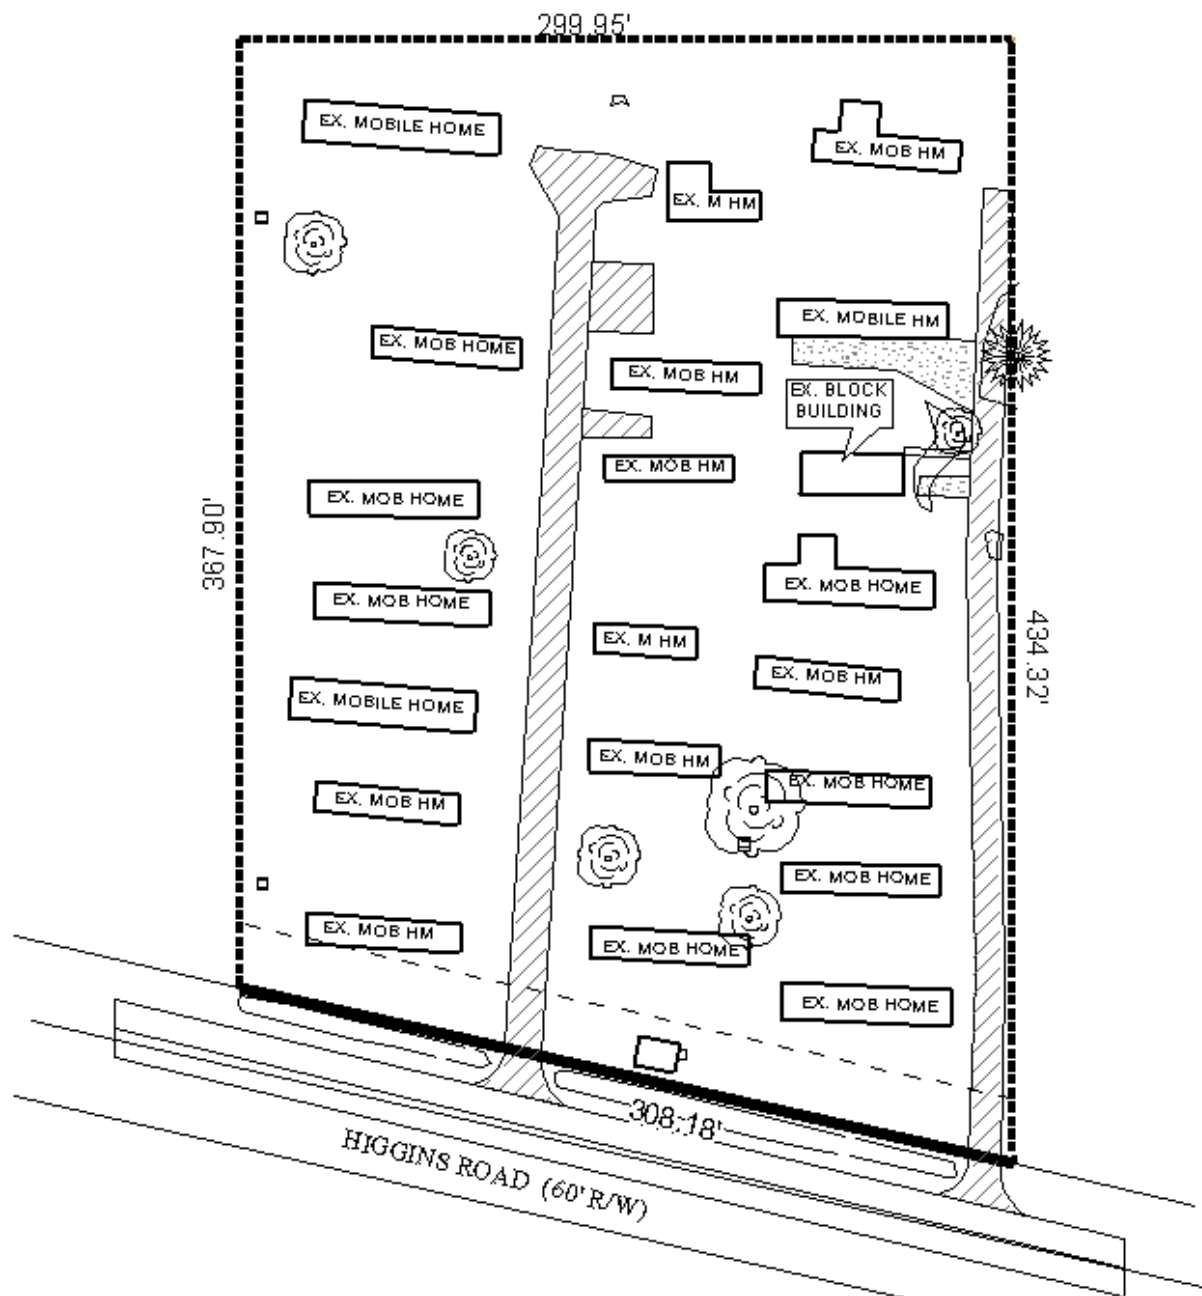 299.95'
EX. MOBILE HOME
EX. MOB HM
EX. M HM
EX. MOBILE HM
EX. MOB HOME
EX. MOB HM
EX. BLOCK
BUILDING
EX. MOB HM
EX. MOB HOME
367.90'
EX. MOB HOME
EX. MOB HOME
EX. M HM
434.32'
EX. MOB HM
EX. MOBILE HOME
EX. MOB HM
EX. MOB HOME
EX. MOB HM
EX. MOB HOME
EX. MOB HM
EX. MOB HOME
EX. MOB HOME
308.18'
HIGGINS ROAD (60' R/W)